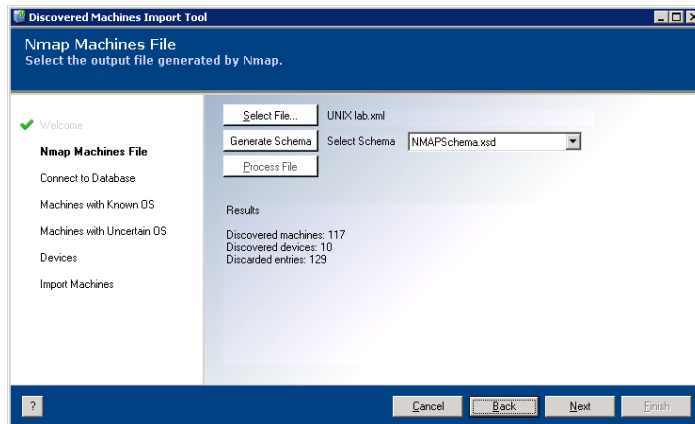 Discovered Machines Import Tool
Nmap Machines File
Select the output file generated by Nmap.
Welcome
Nmap Machines File
Connect to Database
Machines with Known OS
Machines with Uncertain OS
Devices
Import Machines
Select File... UNIX lab.xml
Generate Schema Select Schema NMAPSchema.xsd
Process File
Results
Discovered machines: 117
Discovered devices: 10
Discarded entries: 129
? Cancel Back Next Finish